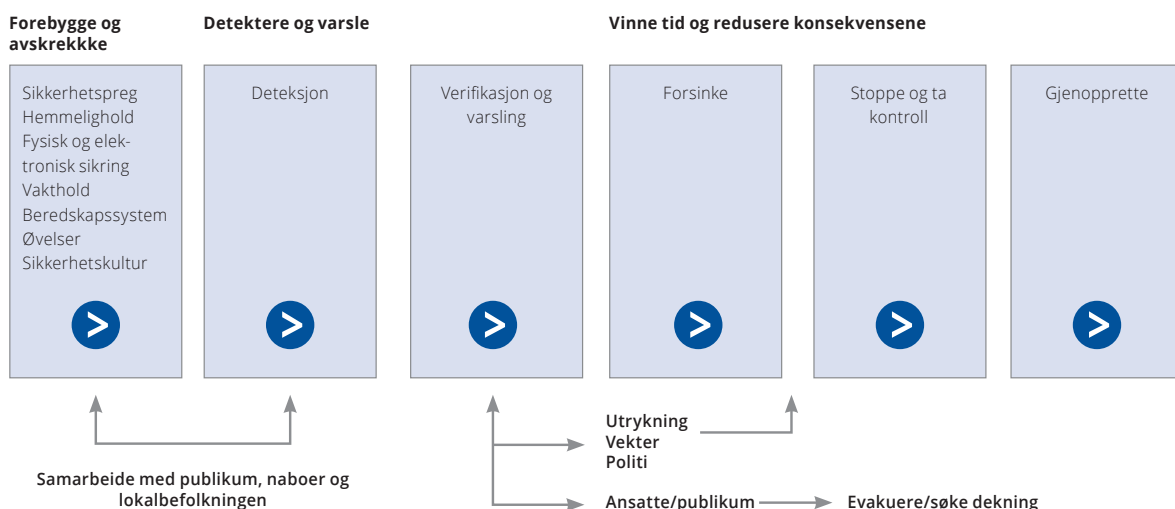 Forebygge og
avskrekkke
Detektere og varsle
Vinne tid og redusere konsekvensene
Sikkerhetspreg
Hemmelighold
Fysisk og elek-
tronisk sikring
Vakthold
Beredskapssystem
Øvelser
Sikkerhetskultur
Deteksjon
Verifikasjon og
varsling
Forsinke
Stoppe og ta
kontroll
Gjenopprette
Samarbeide med publikum, naboer og
lokalbefolkningen
Utrykning
Vekter
Politi
Ansatte/publikum
Evakuere/søke dekning